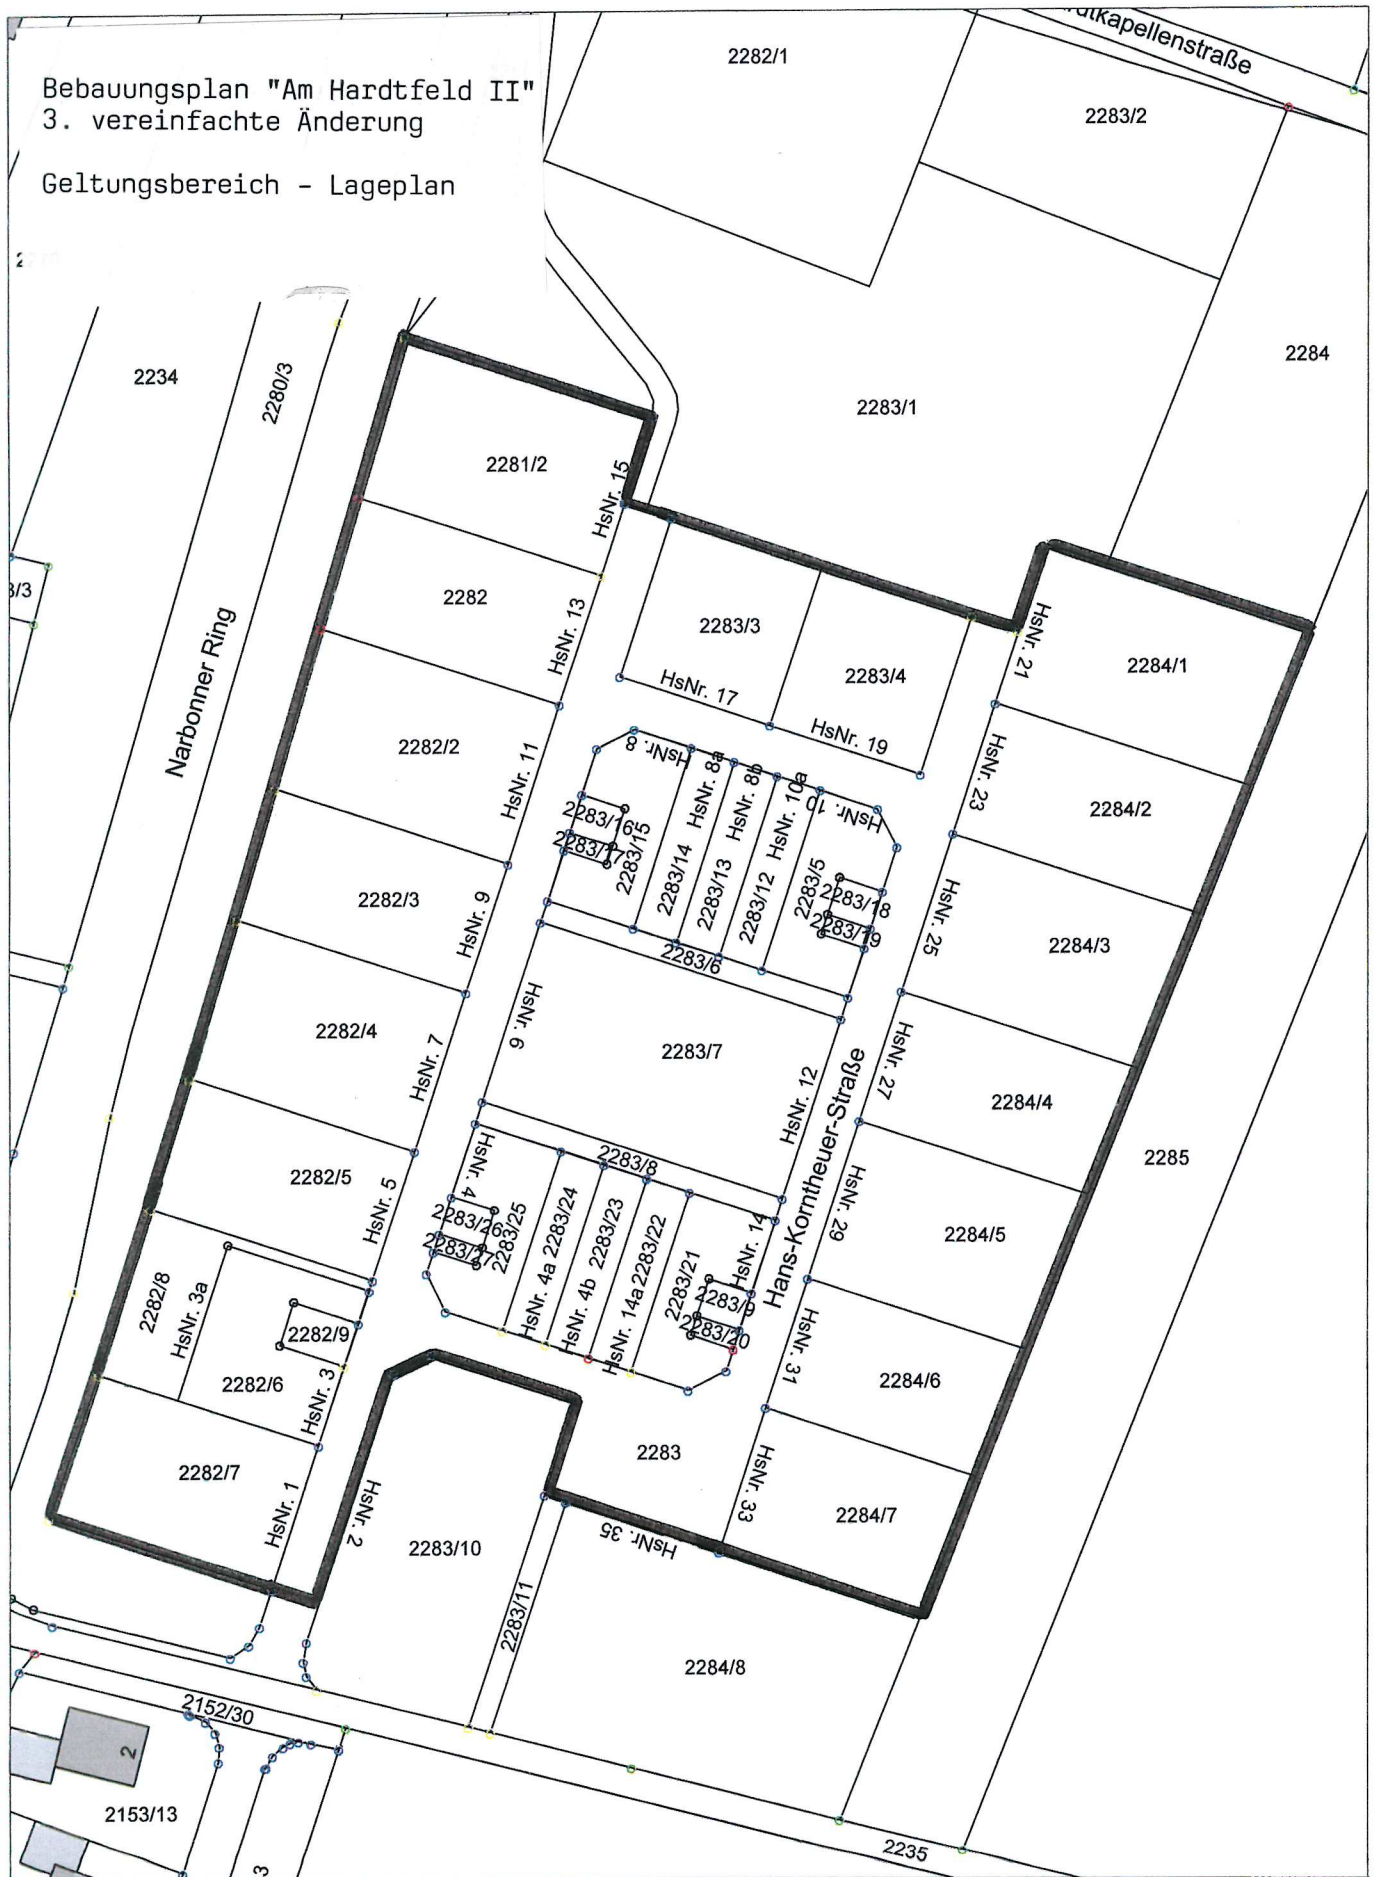 Bebauungsplan "Am Hardtfeld II"
3. vereinfachte Änderung
Geltungsbereich - Lageplan
2282/1
2283/2
2284
2234
2280/3
2283/1
2281/2
HsNr. 15
2282
HsNr. 13
Narbonner Ring
2283/3
2283/4
HsNr. 17
HsNr. 19
HsNr. 21
2284/1
2282/2
HsNr. 11
HsNr. 8
HsNr. 8a
HsNr. 8b
HsNr. 10a
HsNr. 10
HsNr. 23
2284/2
2283/16
2283/17
2283/15
2283/14
2283/13
2283/12
2283/5
2283/18
2283/19
2282/3
HsNr. 9
2283/6
HsNr. 25
2284/3
2282/4
HsNr. 7
HsNr. 6
2283/7
HsNr. 12
Hans-Korntheuer-Straße
HsNr. 27
2284/4
2285
2282/5
HsNr. 5
HsNr. 4
2283/8
HsNr. 14
HsNr. 29
2284/5
2283/26
2283/27
2283/25
HsNr. 4a 2283/24
HsNr. 4b 2283/23
HsNr. 14a 2283/22
2283/21
2283/9
2283/20
2282/8
HsNr. 3a
2282/9
2282/6
HsNr. 3
HsNr. 31
2284/6
2282/7
HsNr. 1
HsNr. 2
2283/10
2283
HsNr. 33
2284/7
HsNr. 35
2283/11
2284/8
2152/30
2
2153/13
2235
3